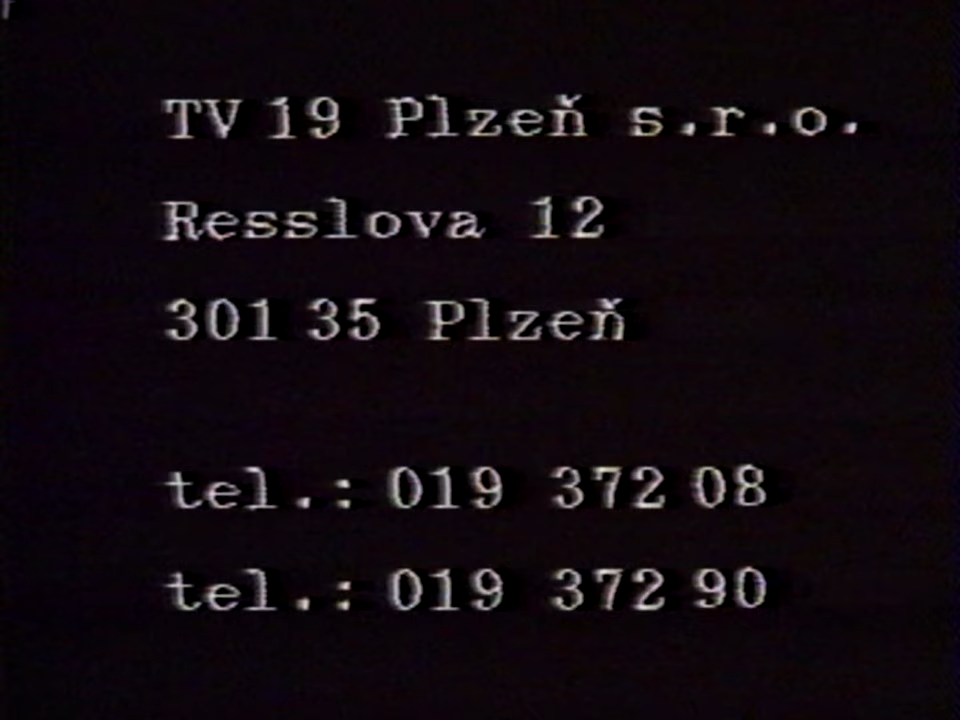 TV 19 Plzeň s.r.o.
Resslova 12
301 35 Plzeň
tel.: 019 372 08
tel.: 019 372 90